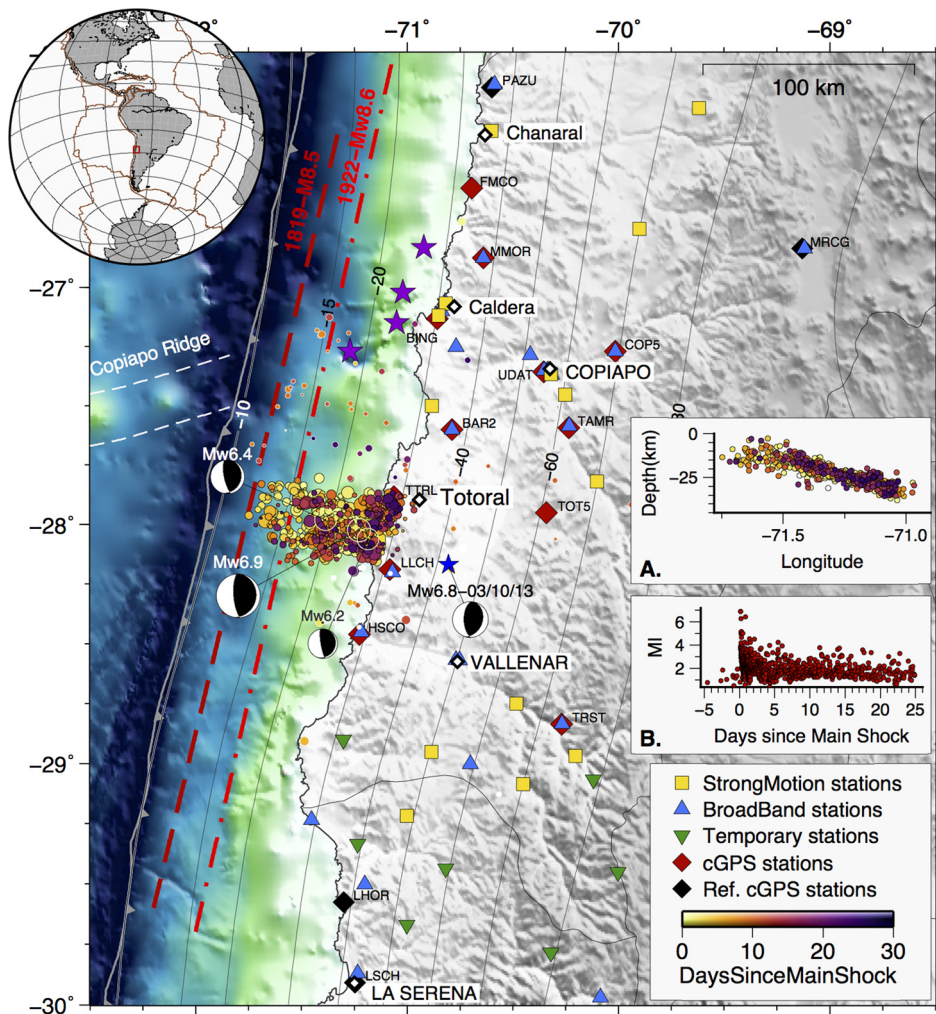 −71
−70
−69
100 km
PAZU
Chanaral
1819−M8.5
1922−Mw8.6
FMCO
MMOR
MRCG
−27
−20
−15
Caldera
BING
Copiapo Ridge
COP5
UDAT
COPIAPO
−10
BAR2
TAMR
−40
−60
Mw6.4
TTRL
Totoral
TOT5
−28
Mw6.9
LLCH
Mw6.8−03/10/13
Mw6.2
HSCO
VALLENAR
TRST
−29
LHOR
LSCH
LA SERENA
−30
Depth(km)
0
−25
−71.5
−71.0
Longitude
A.
Ml
6
4
2
−5
0
5
10
15
20
25
Days since Main Shock
B.
StrongMotion stations
BroadBand stations
Temporary stations
cGPS stations
Ref. cGPS stations
0
10
20
30
DaysSinceMainShock